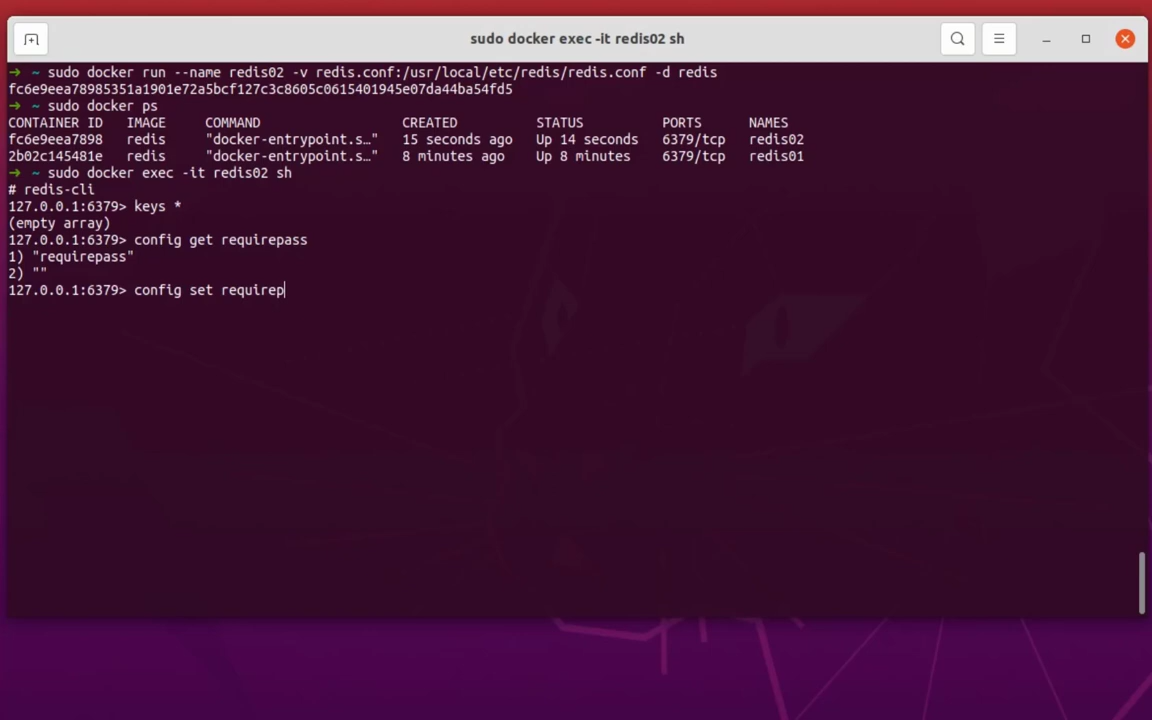 sudo docker exec -it redis02 sh
→ ~ sudo docker run --name redis02 -v redis.conf:/usr/local/etc/redis/redis.conf -d redis
fc6e9eea78985351a1901e72a5bcf127c3c8605c0615401945e07da44ba54fd5
→ ~ sudo docker ps
CONTAINER ID   IMAGE     COMMAND                  CREATED          STATUS          PORTS      NAMES
fc6e9eea7898   redis     "docker-entrypoint.s…"   15 seconds ago   Up 14 seconds   6379/tcp   redis02
2b02c145481e   redis     "docker-entrypoint.s…"   8 minutes ago    Up 8 minutes    6379/tcp   redis01
→ ~ sudo docker exec -it redis02 sh
# redis-cli
127.0.0.1:6379> keys *
(empty array)
127.0.0.1:6379> config get requirepass
1) "requirepass"
2) ""
127.0.0.1:6379> config set requirep